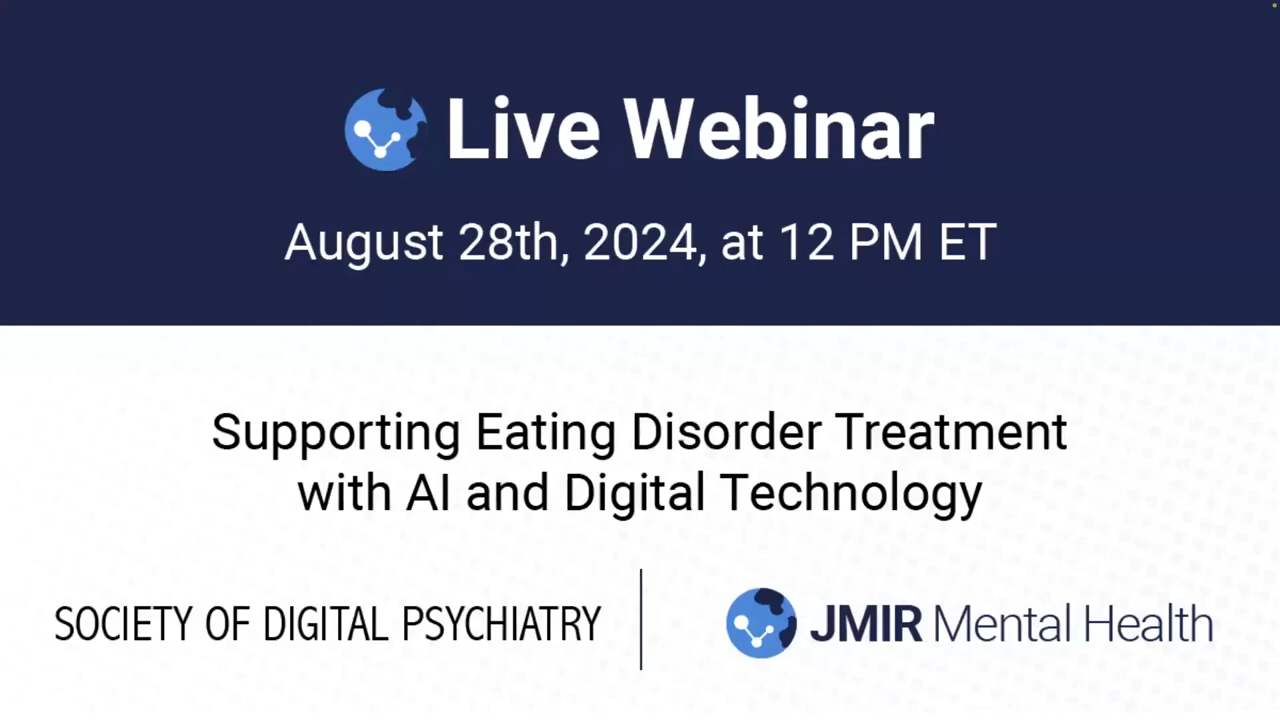 Live Webinar
August 28th, 2024, at 12 PM ET
Supporting Eating Disorder Treatment
with AI and Digital Technology
SOCIETY OF DIGITAL PSYCHIATRY
JMIR Mental Health